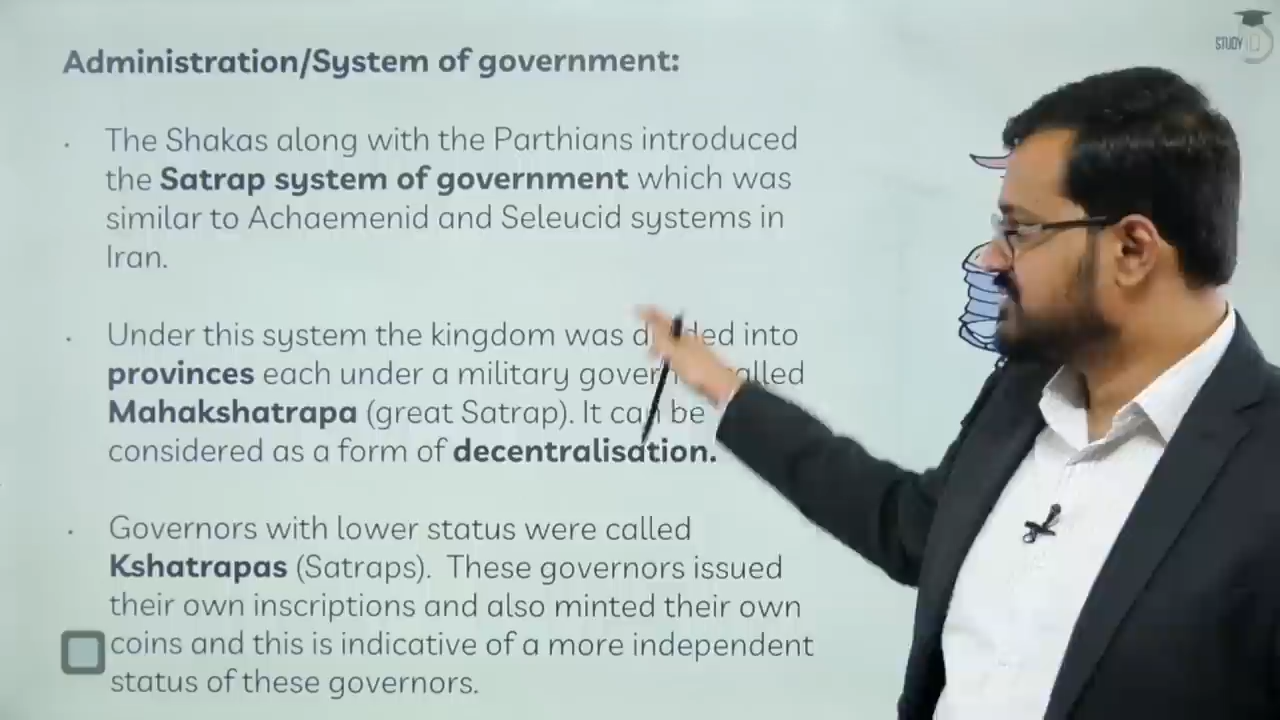 STUDY IQ
Administration/System of government:
The Shakas along with the Parthians introduced
the Satrap system of government which was
similar to Achaemenid and Seleucid systems in
Iran.
Under this system the kingdom was into
provinces each under a military
Mahakshatrapa (great Satrap). It can be
considered as a form of decentralisation.
Governors with lower status were called
Kshatrapas (Satraps). These governors issued
their own inscriptions and also minted their own
coins and this is indicative of a more independent
status of these governors.